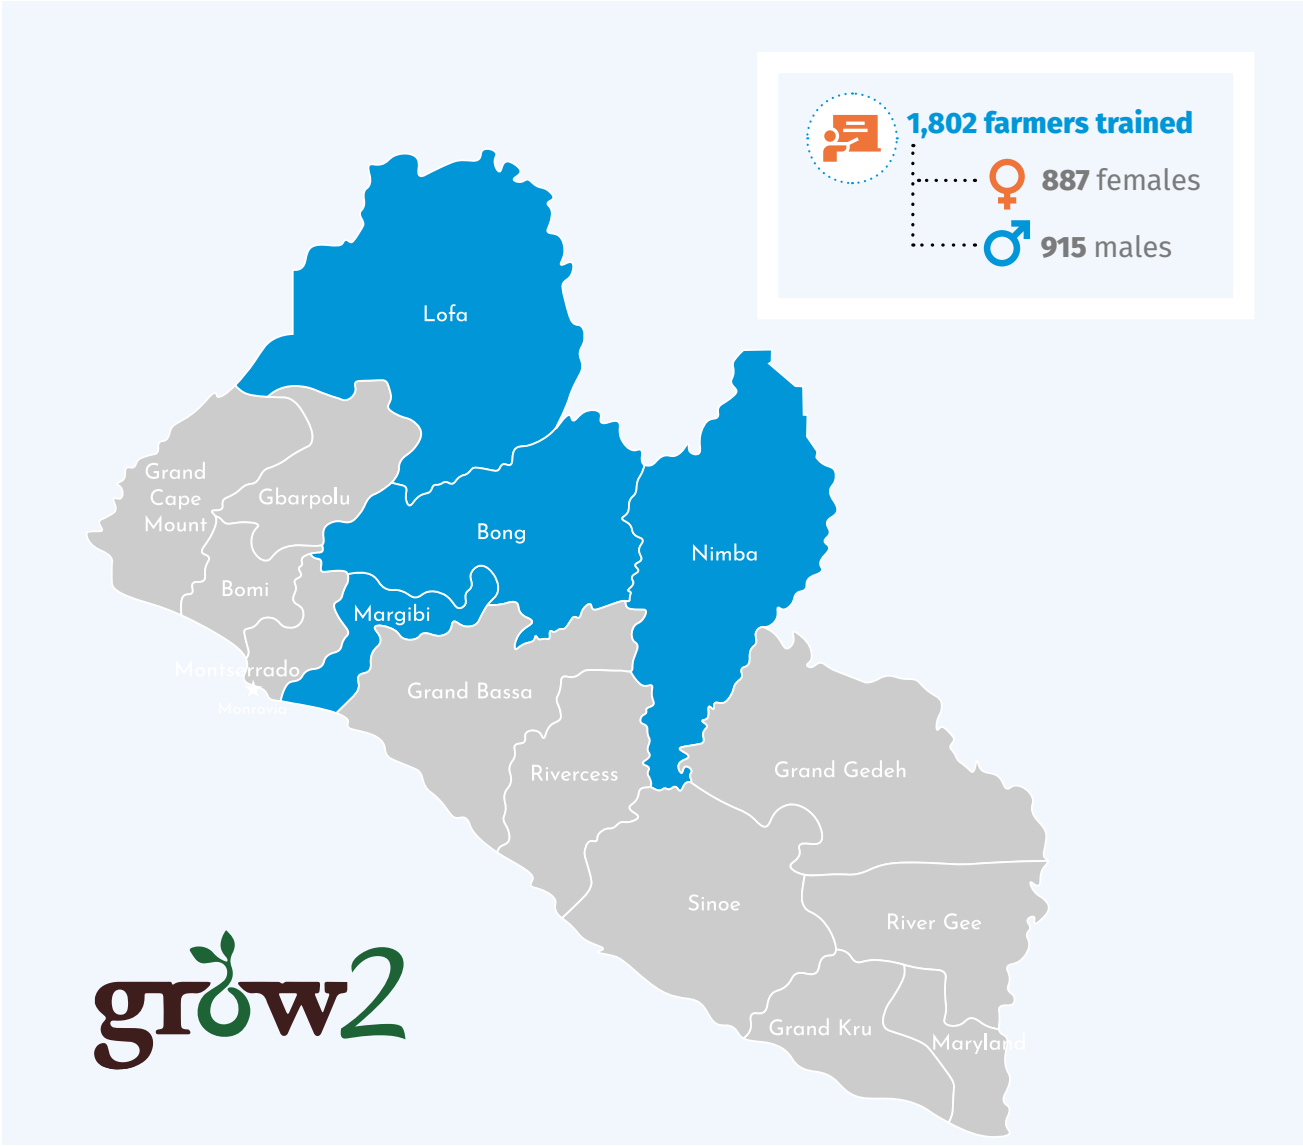 1,802 farmers trained
887 females
915 males
Lofa
Grand
Cape
Mount
Gbarpolu
Bong
Nimba
Bomi
Margibi
Montserrado
Monrovia
Grand Bassa
Rivercess
Grand Gedeh
Sinoe
River Gee
Grand Kru
Maryland
grow2